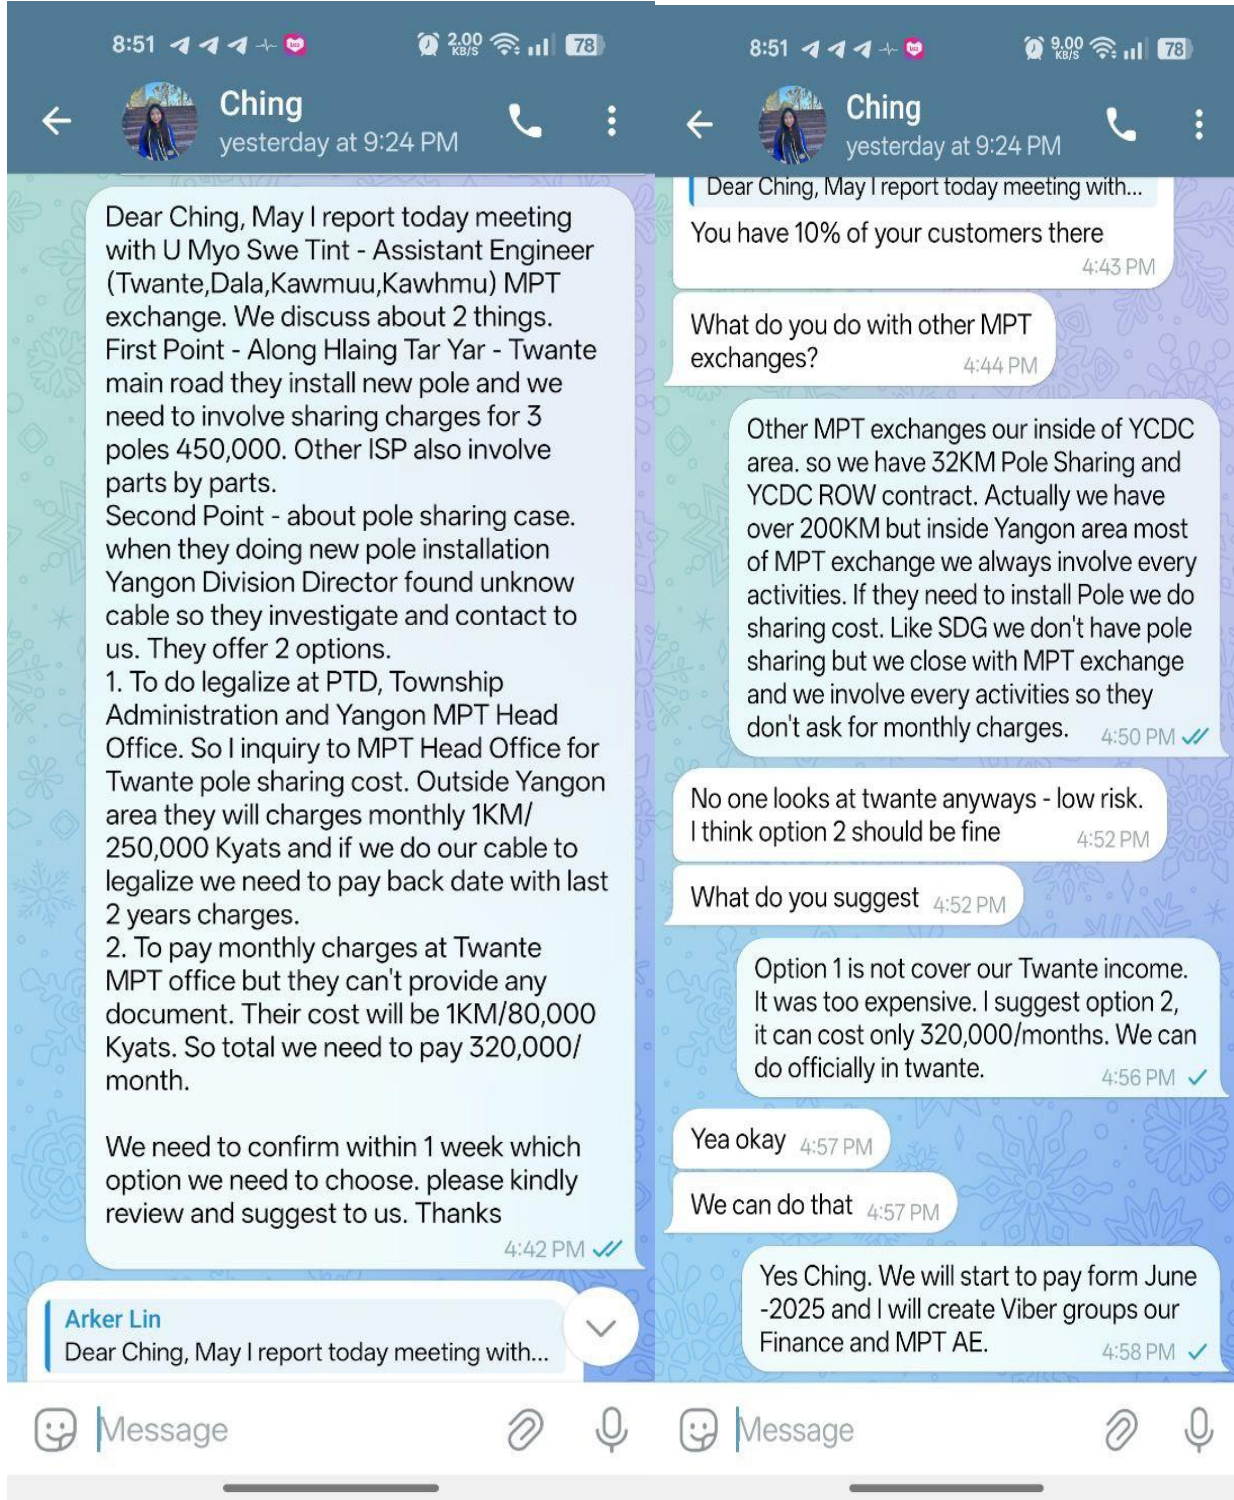 8:51
2.00
KB/S
78
Ching
yesterday at 9:24 PM
Dear Ching, May I report today meeting
with U Myo Swe Tint - Assistant Engineer
(Twante,Dala,Kawmuu,Kawhmu) MPT
exchange. We discuss about 2 things.
First Point - Along Hlaing Tar Yar - Twante
main road they install new pole and we
need to involve sharing charges for 3
poles 450,000. Other ISP also involve
parts by parts.
Second Point - about pole sharing case.
when they doing new pole installation
Yangon Division Director found unknow
cable so they investigate and contact to
us. They offer 2 options.
1. To do legalize at PTD, Township
Administration and Yangon MPT Head
Office. So I inquiry to MPT Head Office for
Twante pole sharing cost. Outside Yangon
area they will charges monthly 1KM/
250,000 Kyats and if we do our cable to
legalize we need to pay back date with last
2 years charges.
2. To pay monthly charges at Twante
MPT office but they can't provide any
document. Their cost will be 1KM/80,000
Kyats. So total we need to pay 320,000/
month.
We need to confirm within 1 week which
option we need to choose. please kindly
review and suggest to us. Thanks
4:42 PM
Arker Lin
Dear Ching, May I report today meeting with...
Message
8:51
9.00
KB/S
78
Ching
yesterday at 9:24 PM
Dear Ching, May I report today meeting with...
You have 10% of your customers there
4:43 PM
What do you do with other MPT
exchanges?
4:44 PM
Other MPT exchanges our inside of YCDC
area. so we have 32KM Pole Sharing and
YCDC ROW contract. Actually we have
over 200KM but inside Yangon area most
of MPT exchange we always involve every
activities. If they need to install Pole we do
sharing cost. Like SDG we don't have pole
sharing but we close with MPT exchange
and we involve every activities so they
don't ask for monthly charges.
4:50 PM
No one looks at twante anyways - low risk.
I think option 2 should be fine
4:52 PM
What do you suggest
4:52 PM
Option 1 is not cover our Twante income.
It was too expensive. I suggest option 2,
it can cost only 320,000/months. We can
do officially in twante.
4:56 PM
Yea okay
4:57 PM
We can do that
4:57 PM
Yes Ching. We will start to pay form June
-2025 and I will create Viber groups our
Finance and MPT AE.
4:58 PM
Message